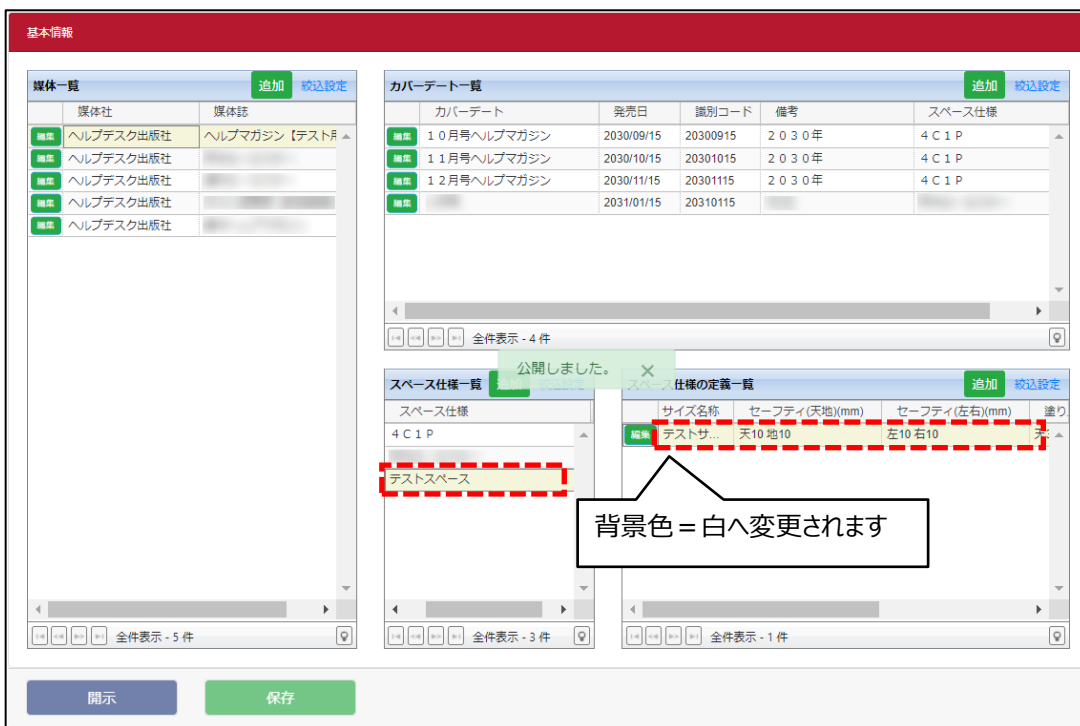 基本情報
媒体一覧 追加 絞込設定
媒体社 媒体誌
編集 ヘルプデスク出版社 ヘルプマガジン【テスト用
編集 ヘルプデスク出版社
編集 ヘルプデスク出版社
編集 ヘルプデスク出版社
編集 ヘルプデスク出版社
全件表示 - 5 件
カバーデート一覧 追加 絞込設定
カバーデート 発売日 識別コード 備考 スペース仕様
編集 １０月号ヘルプマガジン 2030/09/15 20300915 ２０３０年 ４Ｃ１Ｐ
編集 １１月号ヘルプマガジン 2030/10/15 20301015 ２０３０年 ４Ｃ１Ｐ
編集 １２月号ヘルプマガジン 2030/11/15 20301115 ２０３０年 ４Ｃ１Ｐ
編集 2031/01/15 20310115
全件表示 - 4 件
公開しました。 ×
スペース仕様一覧 追加
スペース仕様
４Ｃ１Ｐ
テストスペース
全件表示 - 3 件
スペース仕様の定義一覧 追加 絞込設定
サイズ名称 セーフティ(天地)(mm) セーフティ(左右)(mm) 塗り
編集 テストサ... 天10 地10 左10 右10 天:
背景色＝白へ変更されます
全件表示 - 1 件
開示 保存